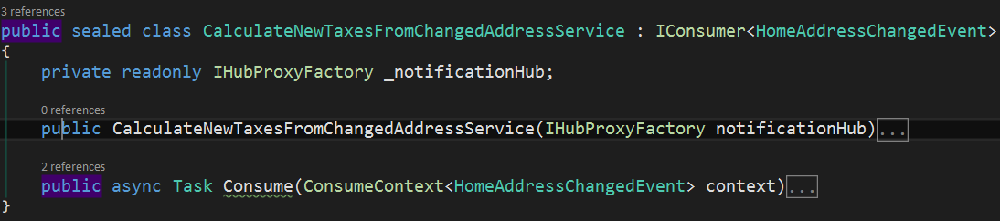 3 references
public sealed class CalculateNewTaxesFromChangedAddressService : IConsumer<HomeAddressChangedEvent>
{
private readonly IHubProxyFactory _notificationHub;
0 references
public CalculateNewTaxesFromChangedAddressService(IHubProxyFactory notificationHub)...
2 references
public async Task Consume(ConsumeContext<HomeAddressChangedEvent> context)...
}